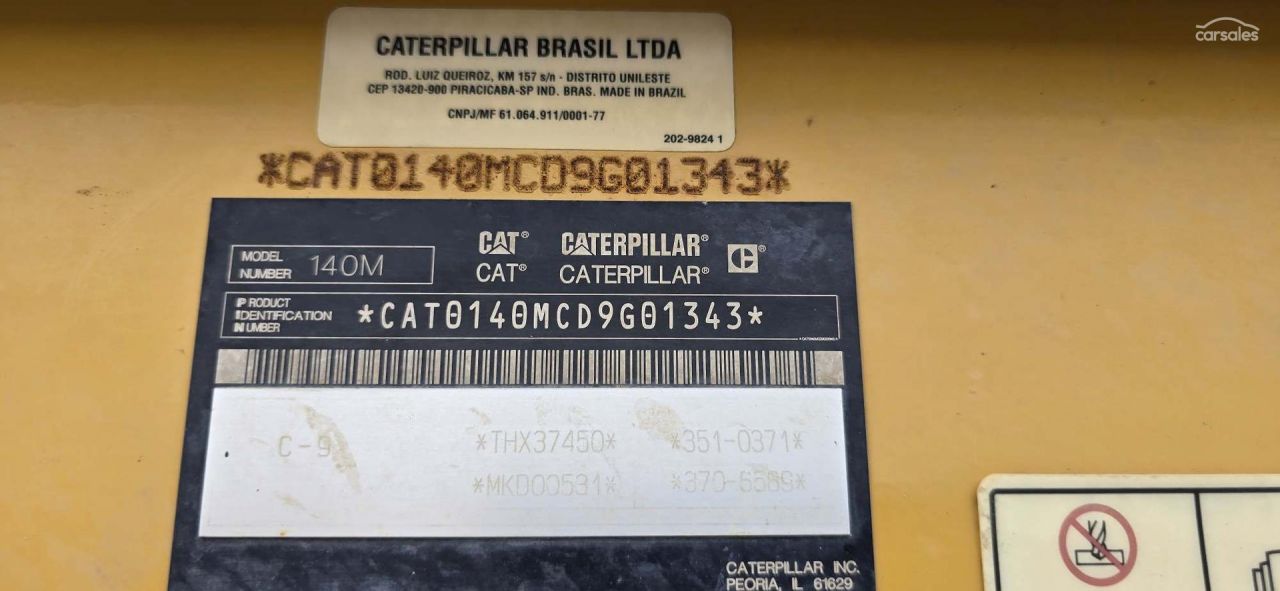 carsales
CATERPILLAR BRASIL LTDA
ROD. LUIZ QUEIROZ, KM 157 s/n - DISTRITO UNILESTE
CEP 13420-900 PIRACICABA-SP IND. BRAS. MADE IN BRAZIL
CNPJ/MF 61.064.911/0001-77
202-9824 1
*CAT0140MCD9G01343*
MODEL
NUMBER 140M
CAT® CATERPILLAR®
CAT® CATERPILLAR®
PRODUCT
IDENTIFICATION
NUMBER
*CAT0140MCD9G01343*
C-9 *THX37450* *351-0371*
*MKD00531* *370-6589*
CATERPILLAR INC.
PEORIA, IL 61629